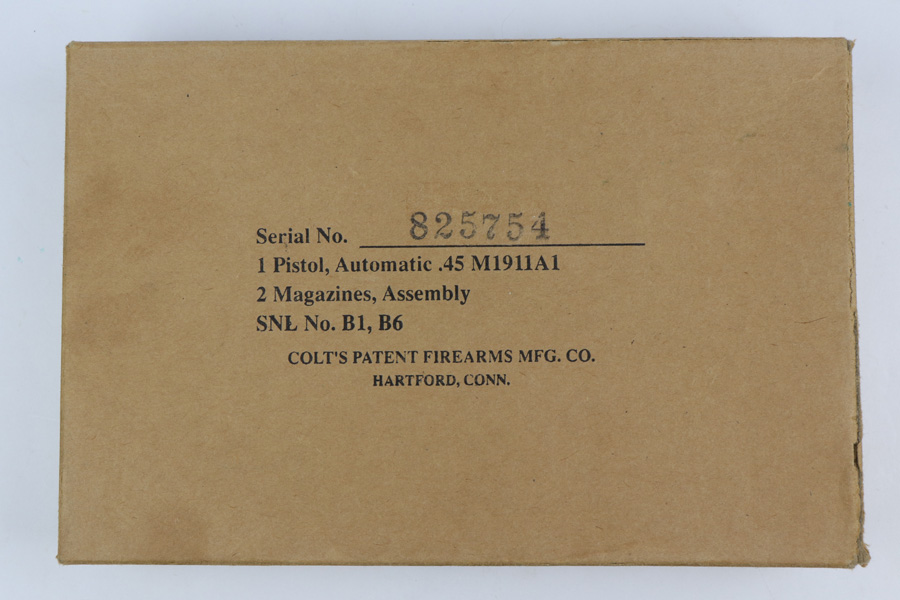 Serial No. 825754
1 Pistol, Automatic .45 M1911A1
2 Magazines, Assembly
SNL No. B1, B6
COLT'S PATENT FIREARMS MFG. CO.
HARTFORD, CONN.